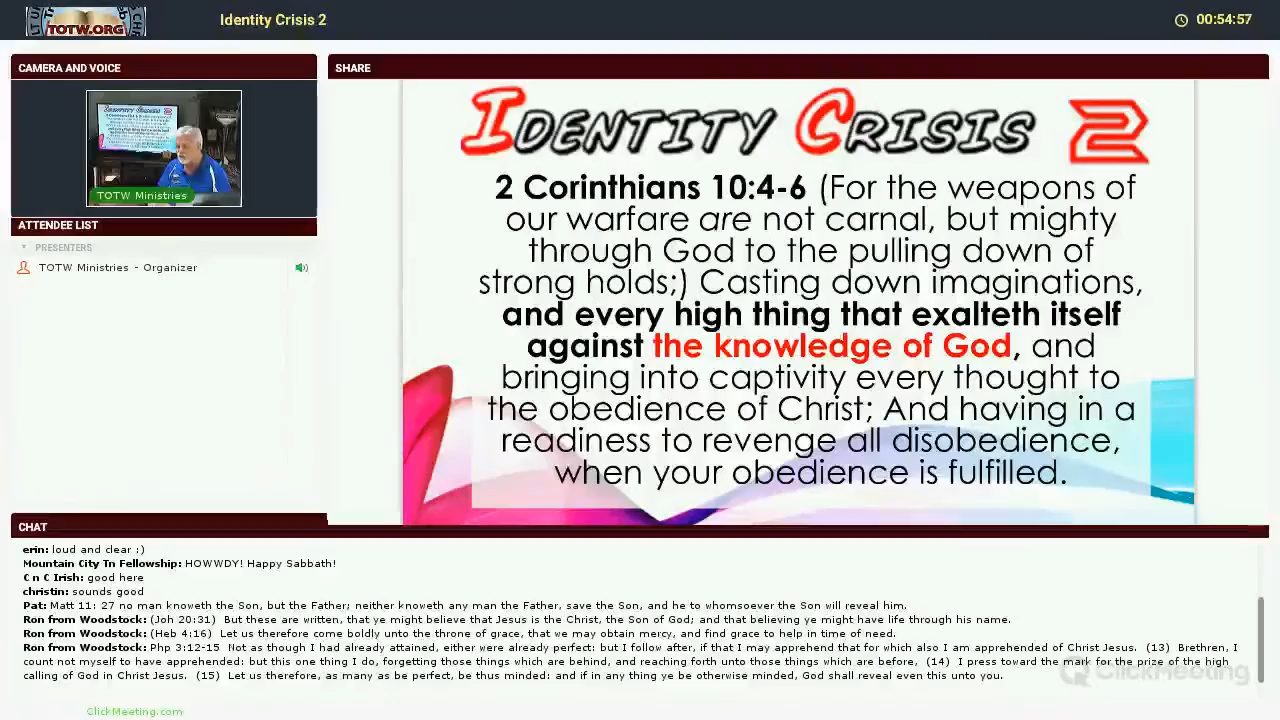 TOTW.ORG
Identity Crisis 2
00:54:57
CAMERA AND VOICE
SHARE
IDENTITY CRISIS 2
TOTW Ministries
ATTENDEE LIST
PRESENTERS
TOTW Ministries - Organizer
IDENTITY CRISIS 2
2 Corinthians 10:4-6 (For the weapons of
our warfare are not carnal, but mighty
through God to the pulling down of
strong holds;) Casting down imaginations,
and every high thing that exalteth itself
against the knowledge of God, and
bringing into captivity every thought to
the obedience of Christ; And having in a
readiness to revenge all disobedience,
when your obedience is fulfilled.
CHAT
erin: loud and clear :)
Mountain City Tn Fellowship: HOWWDY! Happy Sabbath!
C n C Irish: good here
christin: sounds good
Pat: Matt 11: 27 no man knoweth the Son, but the Father; neither knoweth any man the Father, save the Son, and he to whomsoever the Son will reveal him.
Ron from Woodstock: (Joh 20:31) But these are written, that ye might believe that Jesus is the Christ, the Son of God; and that believing ye might have life through his name.
Ron from Woodstock: (Heb 4:16) Let us therefore come boldly unto the throne of grace, that we may obtain mercy, and find grace to help in time of need.
Ron from Woodstock: Php 3:12-15 Not as though I had already attained, either were already perfect: but I follow after, if that I may apprehend that for which also I am apprehended of Christ Jesus. (13) Brethren, I
count not myself to have apprehended: but this one thing I do, forgetting those things which are behind, and reaching forth unto those things which are before, (14) I press toward the mark for the prize of the high
calling of God in Christ Jesus. (15) Let us therefore, as many as be perfect, be thus minded: and if in any thing ye be otherwise minded, God shall reveal even this unto you.
ClickMeeting
ClickMeeting.com